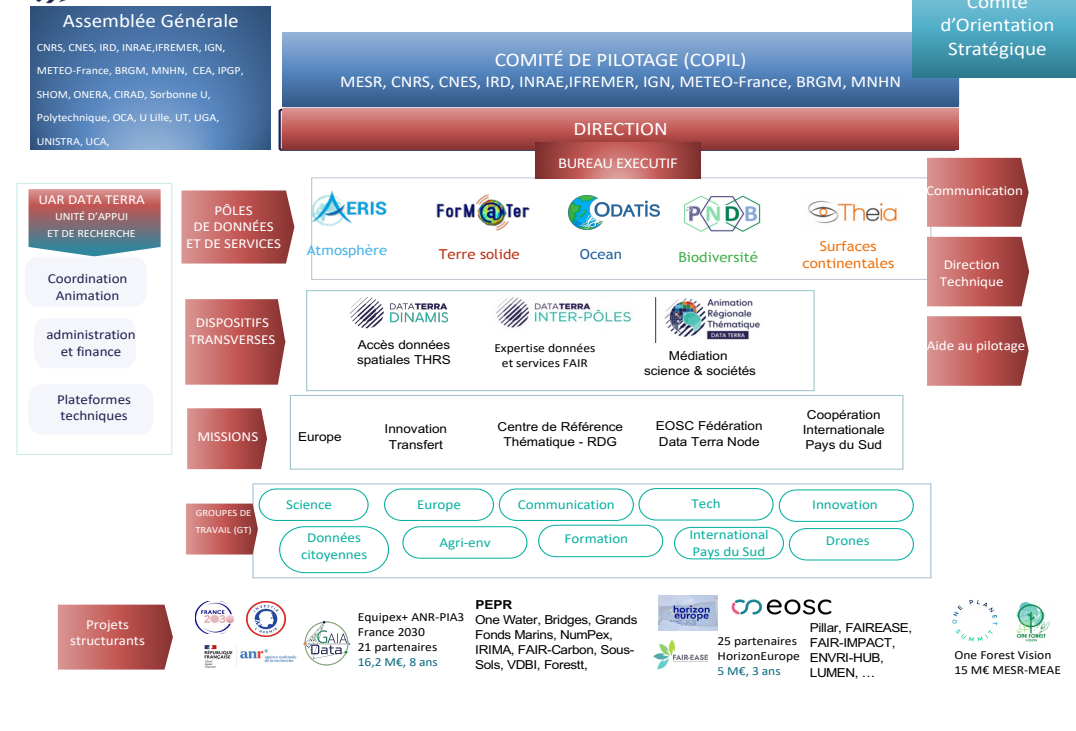 Assemblée Générale
CNRS, CNES, IRD, INRAE,IFREMER, IGN,
METEO-France, BRGM, MNHN, CEA, IPGP,
SHOM, ONERA, CIRAD, Sorbonne U,
Polytechnique, OCA, U Lille, UT, UGA,
UNISTRA, UCA,
COMITÉ DE PILOTAGE (COPIL)
MESR, CNRS, CNES, IRD, INRAE,IFREMER, IGN, METEO-France, BRGM, MNHN
Comité
d'Orientation
Stratégique
DIRECTION
BUREAU EXECUTIF
UAR DATA TERRA
UNITÉ D'APPUI
ET DE RECHERCHE
Coordination
Animation
administration
et finance
Plateformes
techniques
PÔLES
DE DONNÉES
ET DE SERVICES
AERIS
Atmosphère
ForM@Ter
Terre solide
ODATIS
Ocean
PNDB
Biodiversité
Theia
Surfaces
continentales
Communication
Direction
Technique
Aide au pilotage
DISPOSITIFS
TRANSVERSES
DATATERRA
DINAMIS
Accès données
spatiales THRS
DATATERRA
INTER-PÔLES
Expertise données
et services FAIR
Animation
Régionale
Thématique
DATA TERRA
Médiation
science & sociétés
MISSIONS
Europe
Innovation
Transfert
Centre de Référence
Thématique - RDG
EOSC Fédération
Data Terra Node
Coopération
Internationale
Pays du Sud
GROUPES DE
TRAVAIL (GT)
Science
Europe
Communication
Tech
Innovation
Données
citoyennes
Agri-env
Formation
International
Pays du Sud
Drones
Projets
structurants
FRANCE
2030
RÉPUBLIQUE
FRANÇAISE
anr
GAIA
Data
Equipex+ ANR-PIA3
France 2030
21 partenaires
16,2 M€, 8 ans
PEPR
One Water, Bridges, Grands
Fonds Marins, NumPex,
IRIMA, FAIR-Carbon, Sous-
Sols, VDBI, Forestt,
horizon
europe
FAIR-EASE
eosc
25 partenaires
HorizonEurope
5 M€, 3 ans
Pillar, FAIREASE,
FAIR-IMPACT,
ENVRI-HUB,
LUMEN, …
ONE PLANET
SUMMIT
ONE FOREST
VISION
One Forest Vision
15 M€ MESR-MEAE